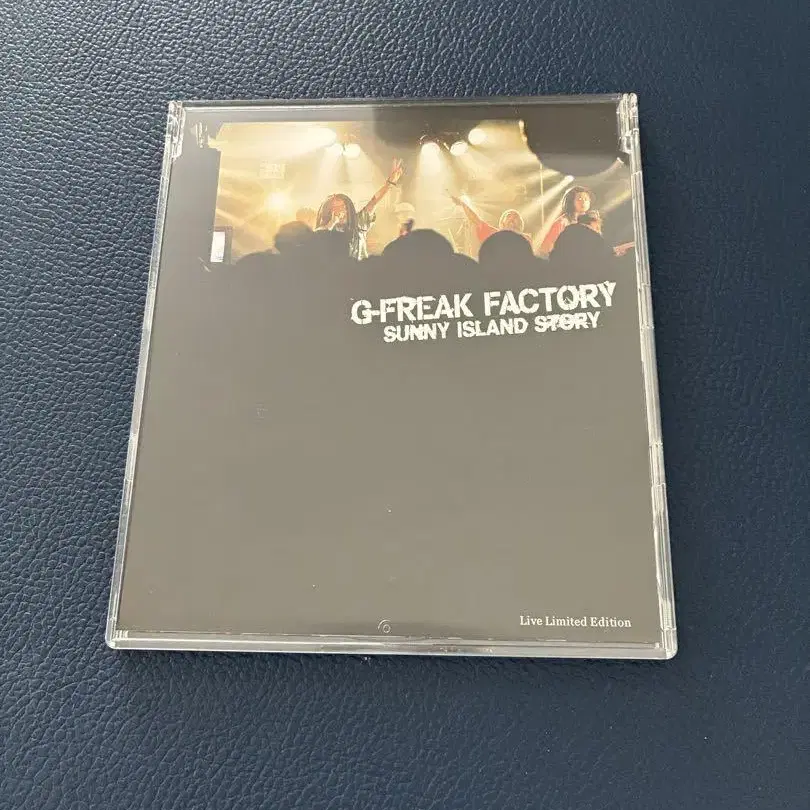 G-FREAK FACTORY
SUNNY ISLAND STORY
Live Limited Edition